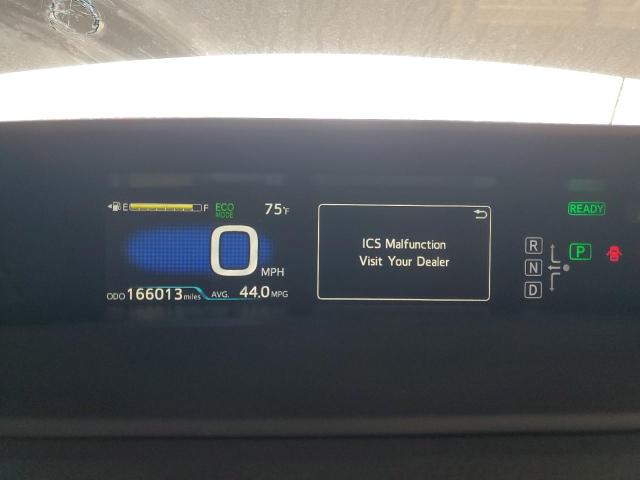 E F ECO MODE 75°F
0 MPH
ODO 166013 miles AVG. 44.0 MPG
ICS Malfunction
Visit Your Dealer
READY
R
N
D
P